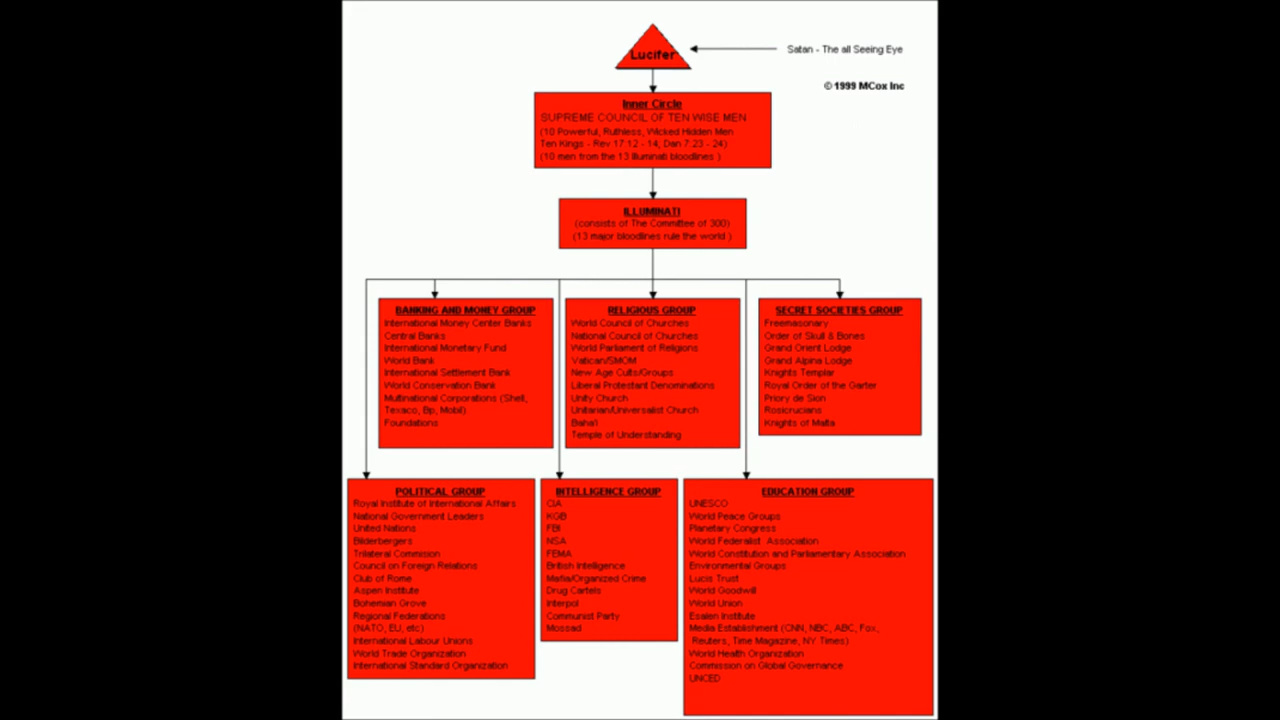 Lucifer
Satan - The all Seeing Eye
© 1999 MCox Inc
Inner Circle
SUPREME COUNCIL OF TEN WISE MEN
(10 Powerful, Ruthless, Wicked Hidden Men
Ten Kings - Rev 17:12 - 14; Dan 7:23 - 24)
(10 men from the 13 Illuminati bloodlines )
ILLUMINATI
(consists of The Committee of 300)
(13 major bloodlines rule the world )
BANKING AND MONEY GROUP
International Money Center Banks
Central Banks
International Monetary Fund
World Bank
International Settlement Bank
World Conservation Bank
Multinational Corporations (Shell,
Texaco, Bp, Mobil)
Foundations
RELIGIOUS GROUP
World Council of Churches
National Council of Churches
World Parliament of Religions
Vatican/SMOM
New Age Cults/Groups
Liberal Protestant Denominations
Unity Church
Unitarian/Universalist Church
Baha'i
Temple of Understanding
SECRET SOCIETIES GROUP
Freemasonary
Order of Skull & Bones
Grand Orient Lodge
Grand Alpina Lodge
Knights Templar
Royal Order of the Garter
Priory de Sion
Rosicrucians
Knights of Malta
POLITICAL GROUP
Royal Institute of International Affairs
National Government Leaders
United Nations
Bilderbergers
Trilateral Commision
Council on Foreign Relations
Club of Rome
Aspen Institute
Bohemian Grove
Regional Federations
(NATO, EU, etc)
International Labour Unions
World Trade Organization
International Standard Organization
INTELLIGENCE GROUP
CIA
KGB
FBI
NSA
FEMA
British Intelligence
Mafia/Organized Crime
Drug Cartels
Interpol
Communist Party
Mossad
EDUCATION GROUP
UNESCO
World Peace Groups
Planetary Congress
World Federalist Association
World Constitution and Parliamentary Association
Environmental Groups
Lucis Trust
World Goodwill
World Union
Esalen Institute
Media Establishment (CNN, NBC, ABC, Fox,
Reuters, Time Magazine, NY Times)
World Health Organization
Commission on Global Governance
UNCED